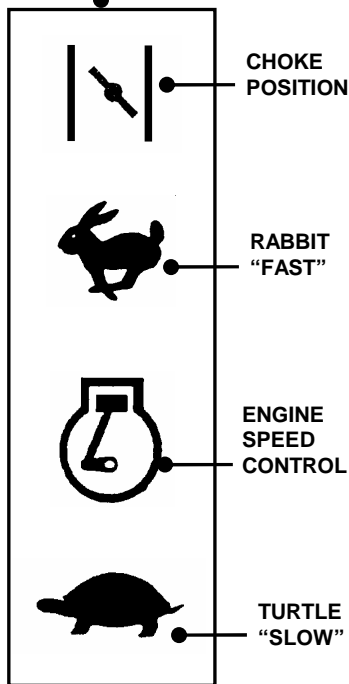 CHOKE
POSITION
RABBIT
“FAST”
ENGINE
SPEED
CONTROL
TURTLE
“SLOW”